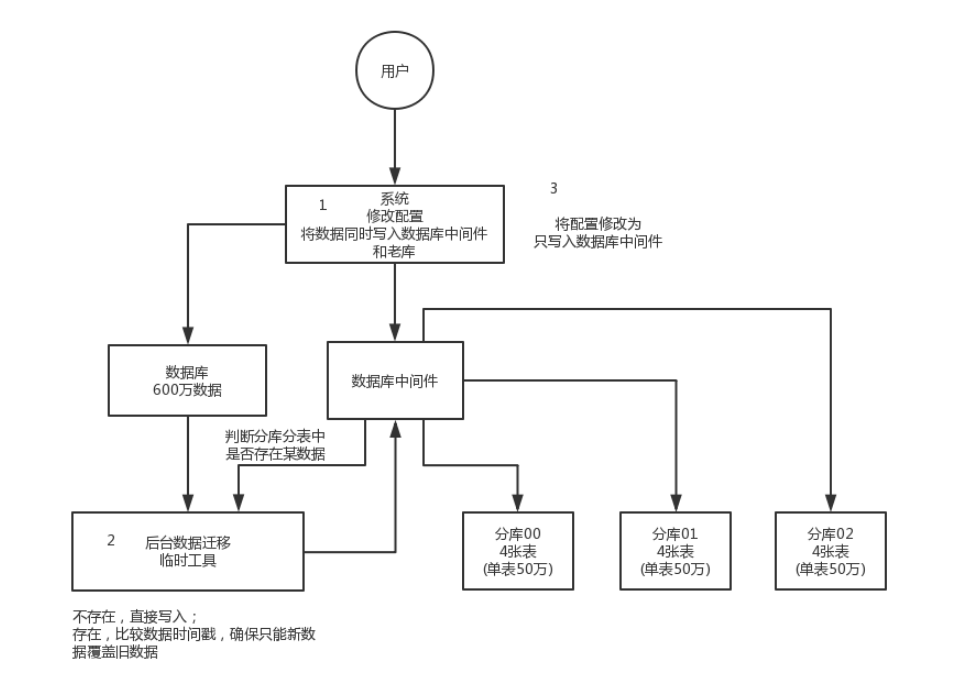 用户
1
系统
修改配置
将数据同时写入数据库中间件
和老库
3
将配置修改为
只写入数据库中间件
数据库
600万数据
数据库中间件
判断分库分表中
是否存在某数据
2
后台数据迁移
临时工具
分库00
4张表
(单表50万)
分库01
4张表
(单表50万)
分库02
4张表
(单表50万)
不存在，直接写入；
存在，比较数据时间戳，确保只能新数
据覆盖旧数据